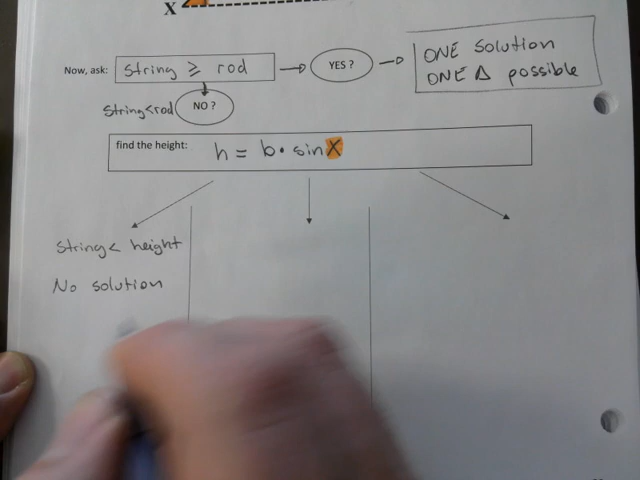 X
Now, ask: string ≥ rod YES ? ONE Solution
ONE Δ possible
String<rod NO ?
find the height: h = b • sin X
String < height
No solution